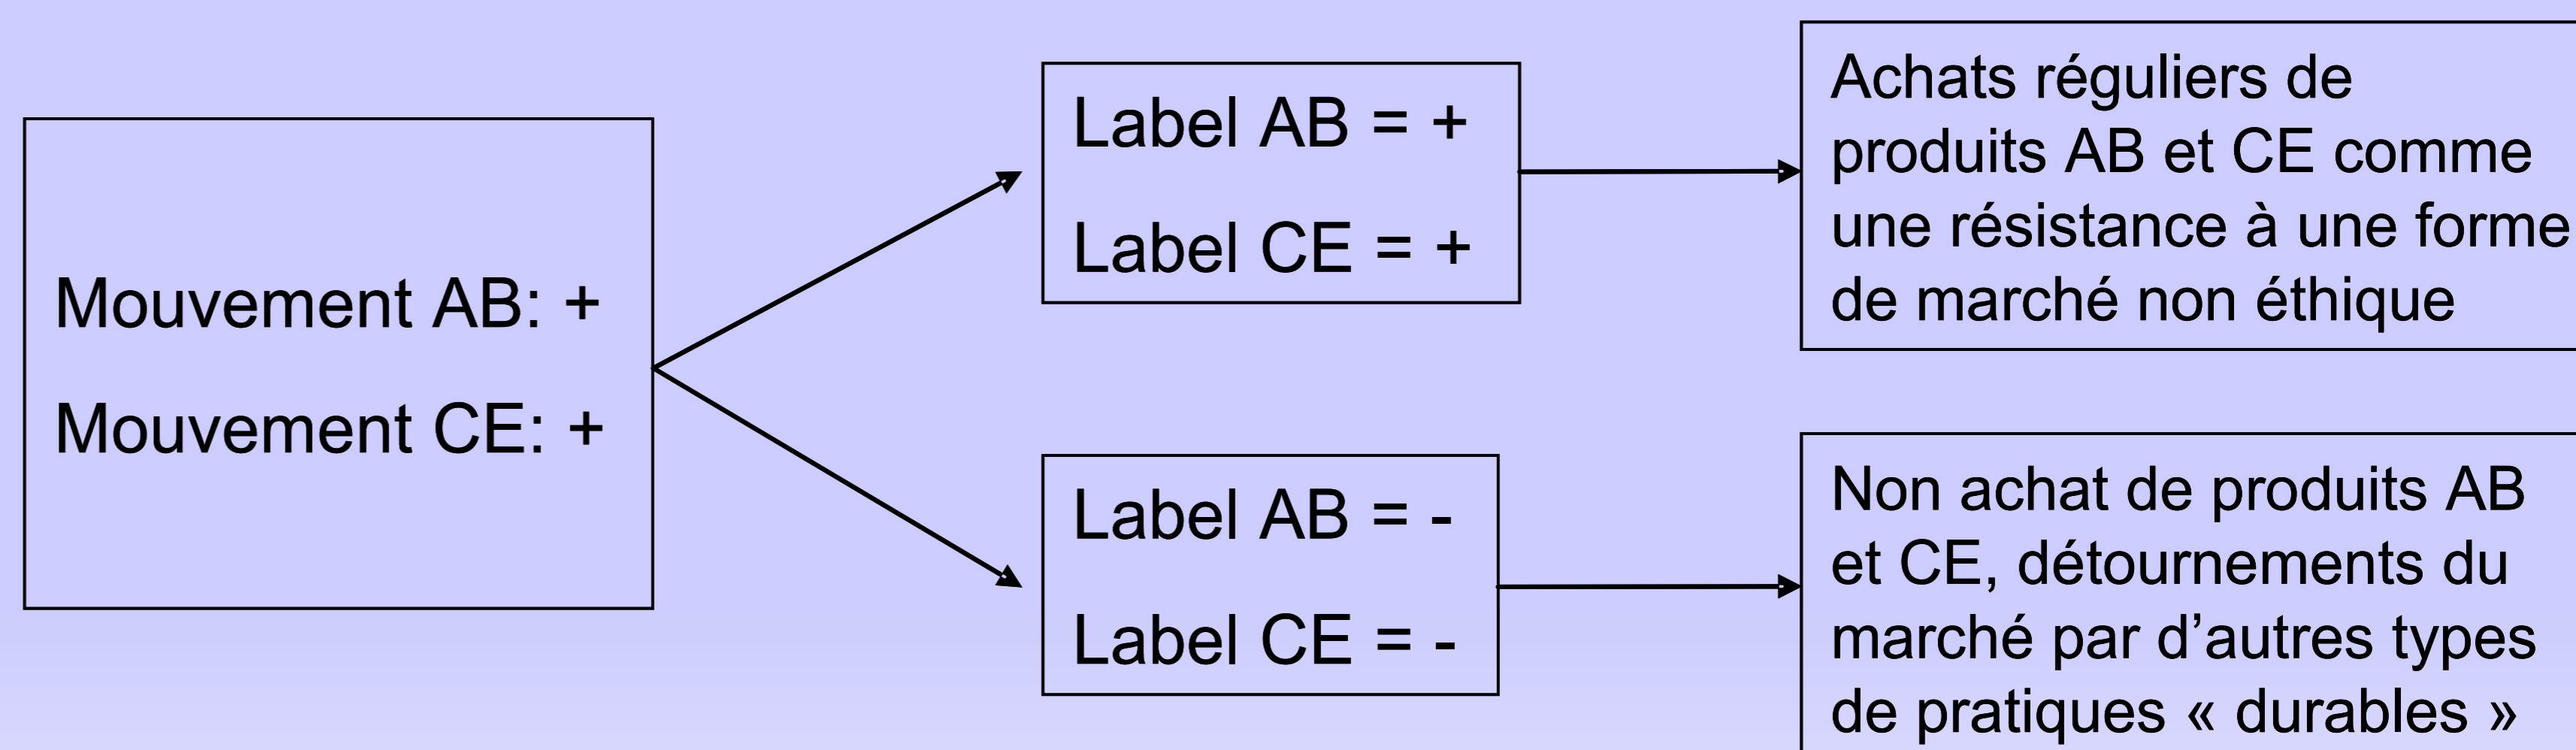 Mouvement AB: +
Mouvement CE: +
Label AB = +
Label CE = +
Achats réguliers de
produits AB et CE comme
une résistance à une forme
de marché non éthique
Label AB = -
Label CE = -
Non achat de produits AB
et CE, détournements du
marché par d’autres types
de pratiques « durables »